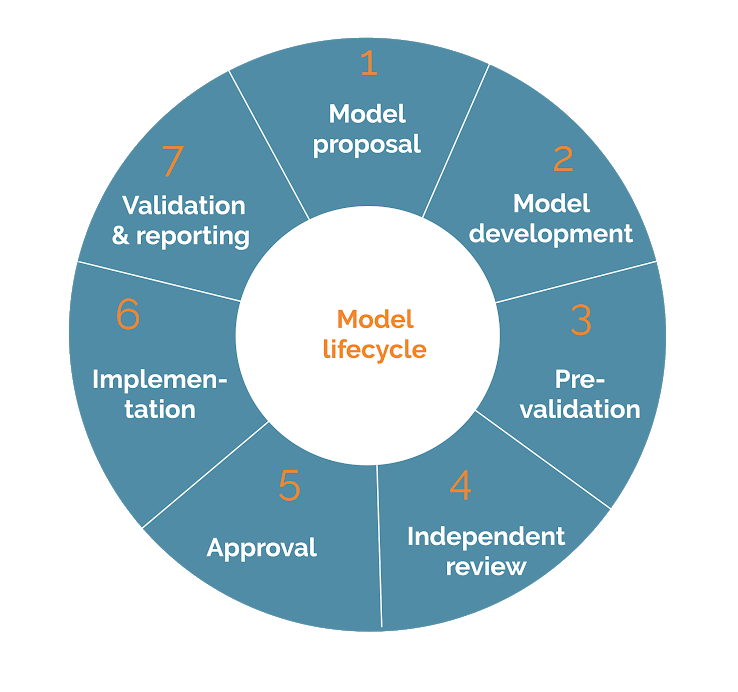 1
Model
proposal
2
Model
development
3
Pre-
validation
4
Independent
review
5
Approval
6
Implemen-
tation
7
Validation
& reporting
Model
lifecycle